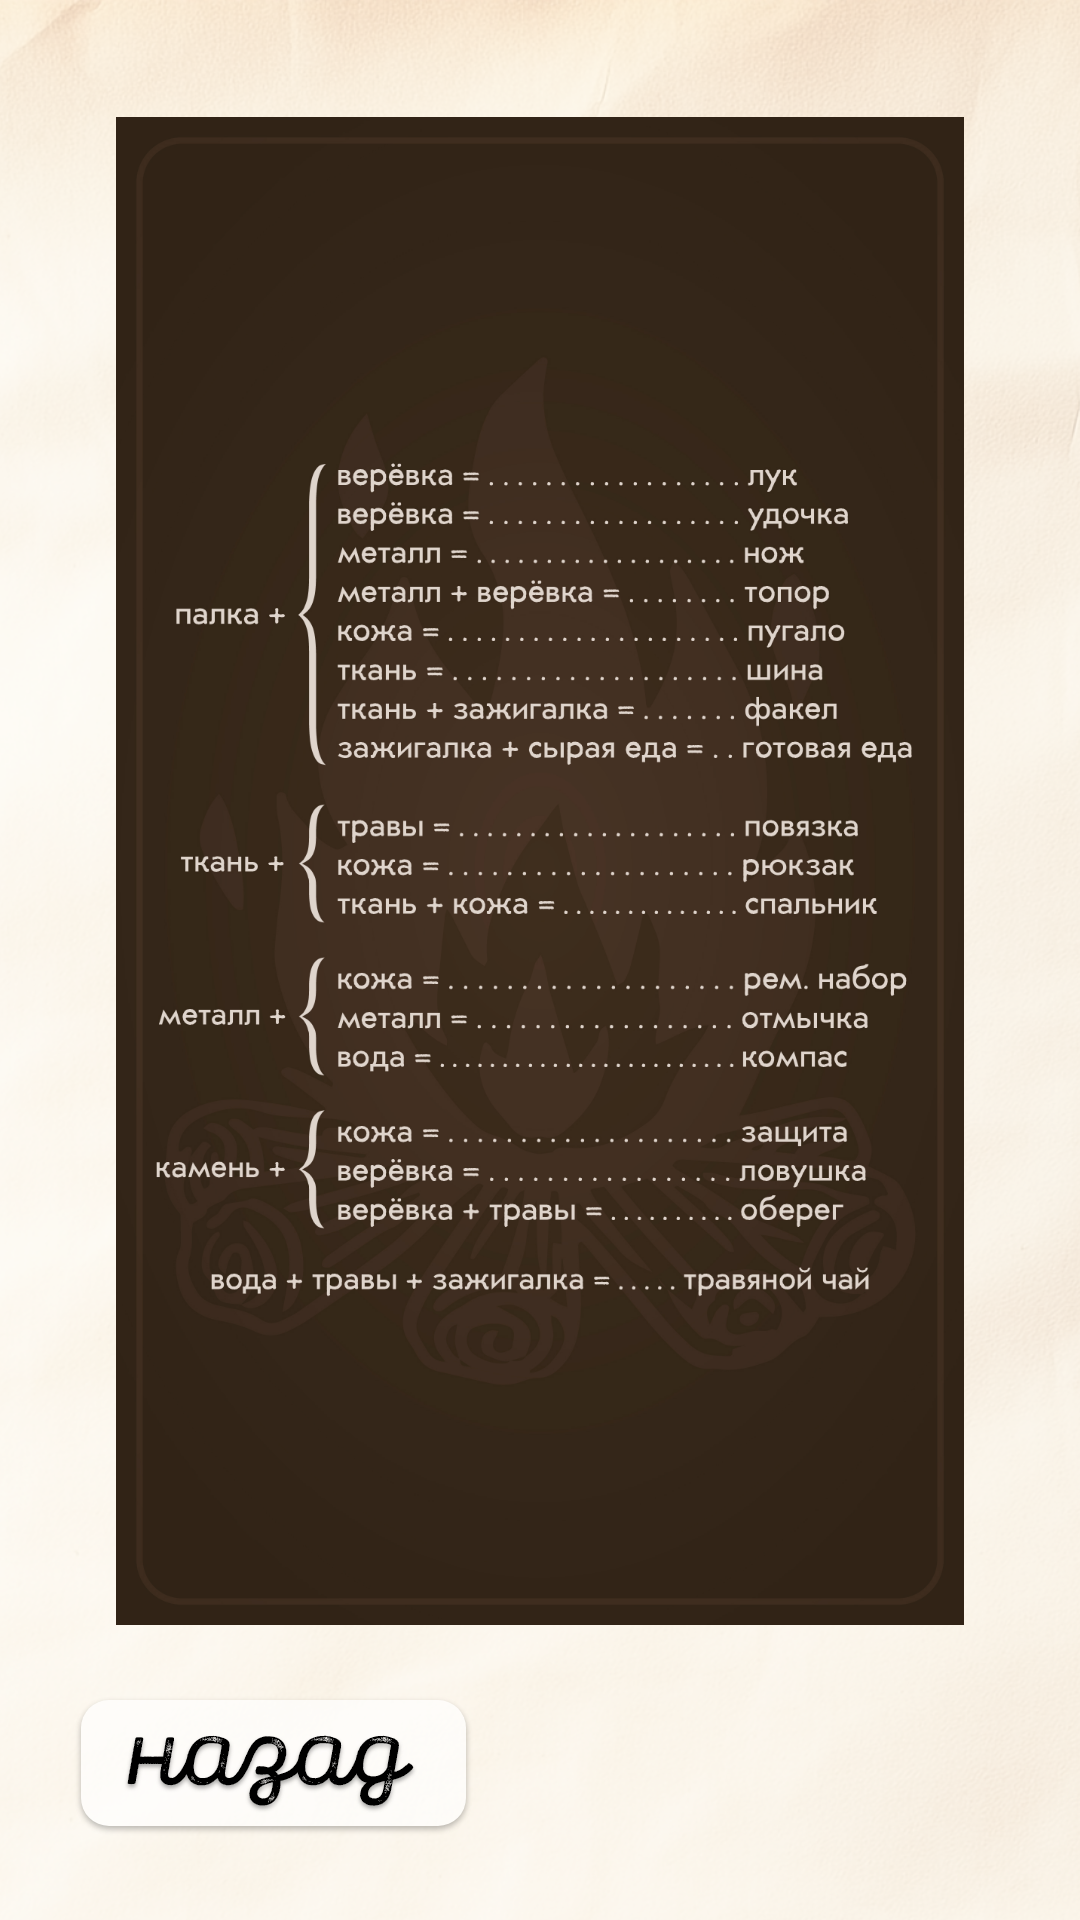 верёвка = . . . . . . . . . . . . . . . . . . лук
верёвка = . . . . . . . . . . . . . . . . . . удочка
металл = . . . . . . . . . . . . . . . . . . нож
металл + верёвка = . . . . . . . . топор
палка +
кожа = . . . . . . . . . . . . . . . . . . . . . пугало
ткань = . . . . . . . . . . . . . . . . . . . . шина
ткань + зажигалка = . . . . . . . факел
зажигалка + сырая еда = . . готовая еда
травы = . . . . . . . . . . . . . . . . . . . . повязка
ткань +
кожа = . . . . . . . . . . . . . . . . . . . . рюкзак
ткань + кожа = . . . . . . . . . . . . . спальник
кожа = . . . . . . . . . . . . . . . . . . . . . рем. набор
металл +
металл = . . . . . . . . . . . . . . . . . . отмычка
вода = . . . . . . . . . . . . . . . . . . . . . компас
кожа = . . . . . . . . . . . . . . . . . . . . защита
камень +
верёвка = . . . . . . . . . . . . . . . . . . ловушка
верёвка + травы = . . . . . . . . . оберег
вода + травы + зажигалка = . . . . . травяной чай
назад